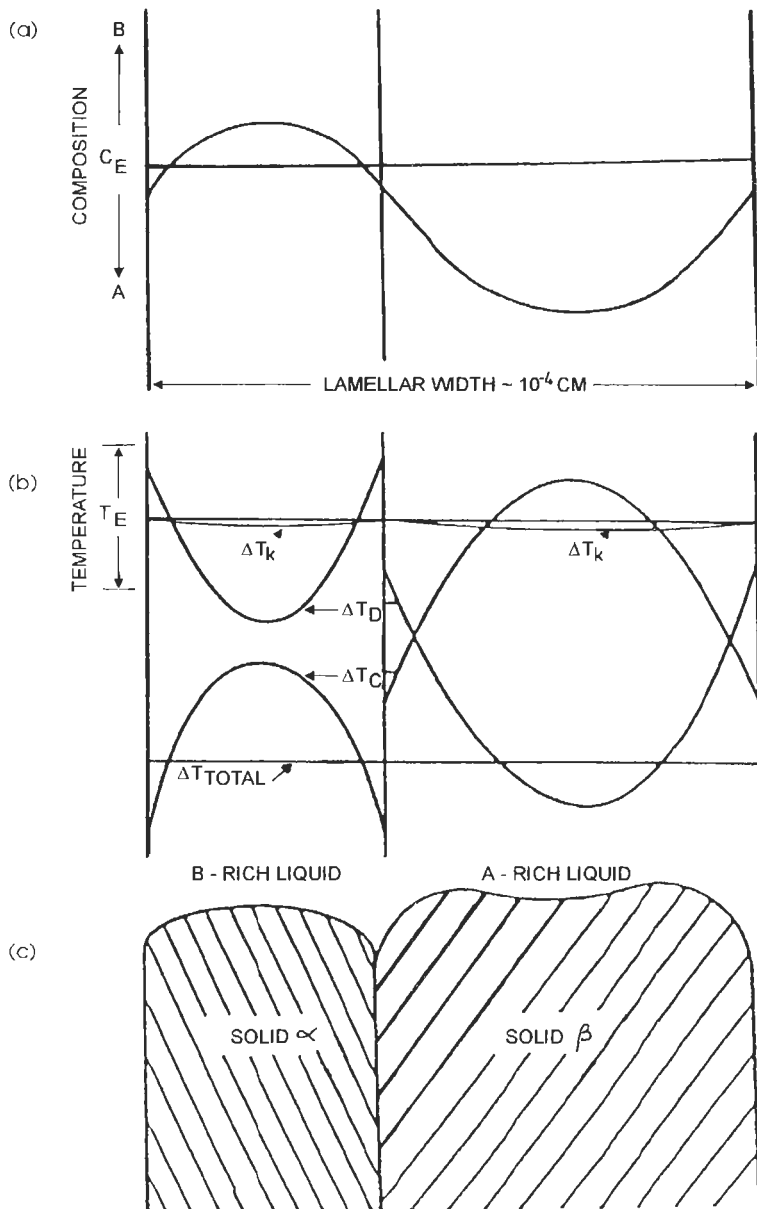 (a)
B
COMPOSITION
C_E
A
LAMELLAR WIDTH ~ 10⁻⁴ CM
(b)
TEMPERATURE
T_E
ΔT_k
ΔT_k
ΔT_D
ΔT_C
ΔT_TOTAL
B - RICH LIQUID
A - RICH LIQUID
(c)
SOLID α
SOLID β